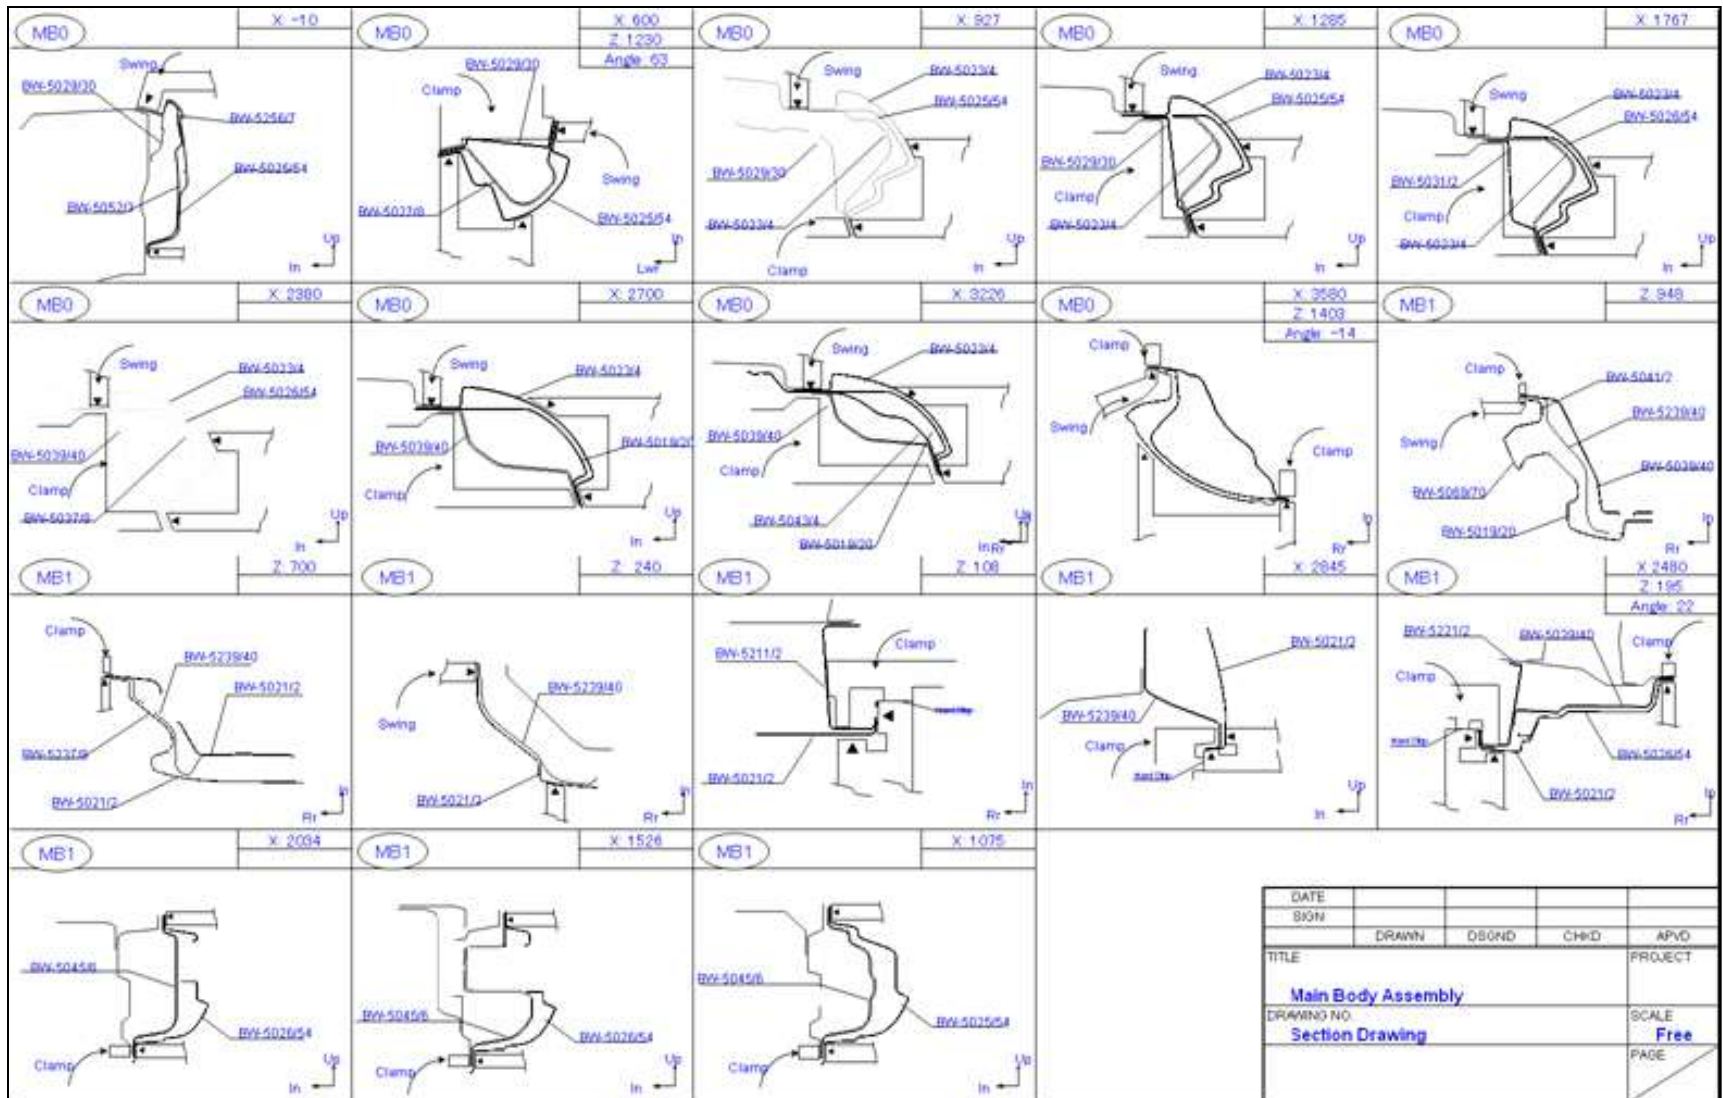 MB0
X: -10
Swing
BW-5029/30
BW-5256/7
BW-5025/54
BW-5052/3
Up
In
MB0
X: 600
Z: 1230
Angle: 63
BW-5029/30
Clamp
Swing
BW-5027/8
BW-5025/54
In
Lwr
MB0
X: 927
Swing
BW-5023/4
BW-5025/54
BW-5029/30
BW-5023/4
Clamp
Up
In
MB0
X: 1285
Swing
BW-5023/4
BW-5025/54
BW-5029/30
Clamp
BW-5023/4
Up
In
MB0
X: 1767
Swing
BW-5023/4
BW-5026/54
BW-5031/2
Clamp
BW-5023/4
Up
In
MB0
X: 2380
Swing
BW-5023/4
BW-5026/54
BW-5039/40
Clamp
BW-5037/8
Up
In
MB0
X: 2700
Swing
BW-5023/4
BW-5039/40
BW-5019/20
Clamp
Up
In
MB0
X: 3226
Swing
BW-5023/4
BW-5039/40
Clamp
BW-5043/4
BW-5019/20
Up
In
Rr
MB0
X: 3580
Z: 1403
Angle: -14
Clamp
Swing
Clamp
In
Rr
MB1
Z: 948
Clamp
BW-5041/2
BW-5239/40
Swing
BW-5039/40
BW-5069/70
BW-5019/20
In
Rr
MB1
Z: 700
Clamp
BW-5239/40
BW-5021/2
BW-5237/8
BW-5021/2
In
Rr
MB1
Z: 240
BW-5239/40
Swing
BW-5021/2
In
Rr
MB1
Z: 108
Clamp
BW-5211/2
BW-5021/2
In
Rr
MB1
X: 2845
BW-5021/2
BW-5239/40
Clamp
Up
In
MB1
X: 2480
Z: 195
Angle: 22
BW-5221/2
BW-5039/40
Clamp
Clamp
BW-5026/54
BW-5021/2
In
Rr
MB1
X: 2034
BW-5045/6
BW-5026/54
Clamp
Up
In
MB1
X: 1526
BW-5045/6
BW-5026/54
Clamp
Up
In
MB1
X: 1075
BW-5045/6
BW-5025/54
Clamp
Up
In
DATE
SIGN
DRAWN DSGND CHKD APVD
TITLE
PROJECT
Main Body Assembly
DRAWING NO.
SCALE
Section Drawing
Free
PAGE